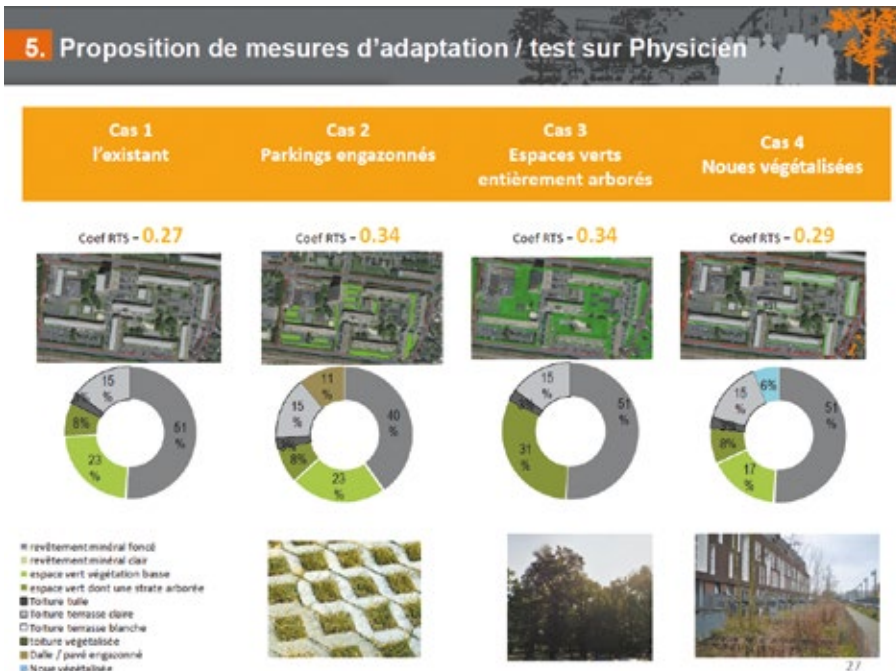 5. Proposition de mesures d'adaptation / test sur Physicien
Cas 1
l'existant
Cas 2
Parkings engazonnés
Cas 3
Espaces verts
entièrement arborés
Cas 4
Noues végétalisées
Coef RTS - 0.27
Coef RTS - 0.34
Coef RTS - 0.34
Coef RTS - 0.29
15
%
3%
8%
23
%
51
%
11
%
15
%
3%
8%
23
%
40
%
15
%
3%
31
%
51
%
6%
15
%
3%
8%
17
%
51
%
revêtement minéral foncé
revêtement minéral clair
espace vert végétation basse
espace vert dont une strate arborée
Toiture tuile
Toiture terrasse claire
Toiture terrasse blanche
toiture végétalisée
Dalle / pavé engazonné
Noue végétalisée
27